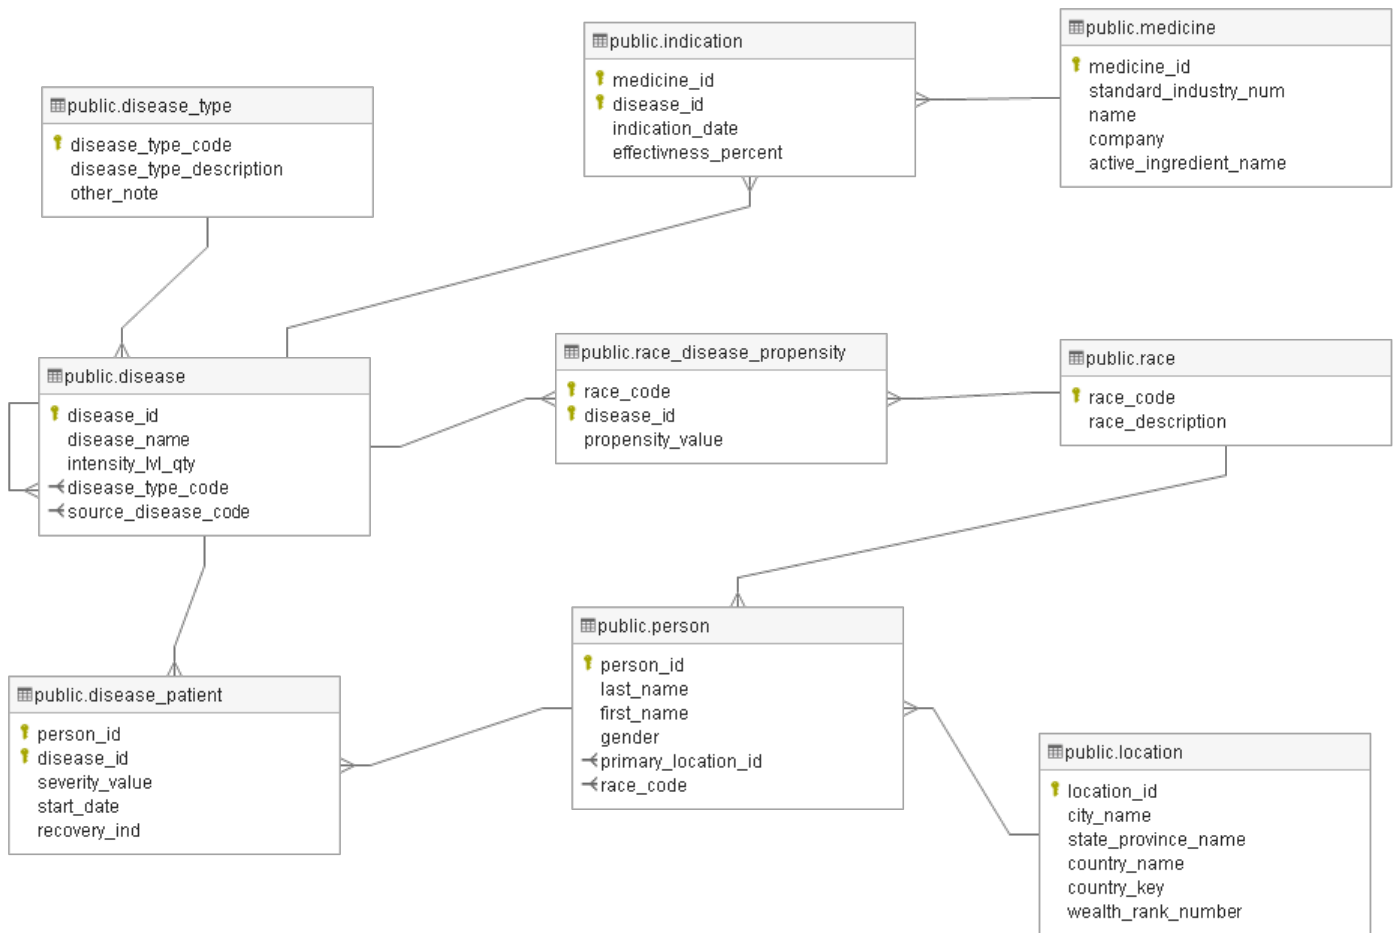 public.disease_type
disease_type_code
disease_type_description
other_note
public.indication
medicine_id
disease_id
indication_date
effectivness_percent
public.medicine
medicine_id
standard_industry_num
name
company
active_ingredient_name
public.disease
disease_id
disease_name
intensity_lvl_qty
disease_type_code
source_disease_code
public.race_disease_propensity
race_code
disease_id
propensity_value
public.race
race_code
race_description
public.disease_patient
person_id
disease_id
severity_value
start_date
recovery_ind
public.person
person_id
last_name
first_name
gender
primary_location_id
race_code
public.location
location_id
city_name
state_province_name
country_name
country_key
wealth_rank_number